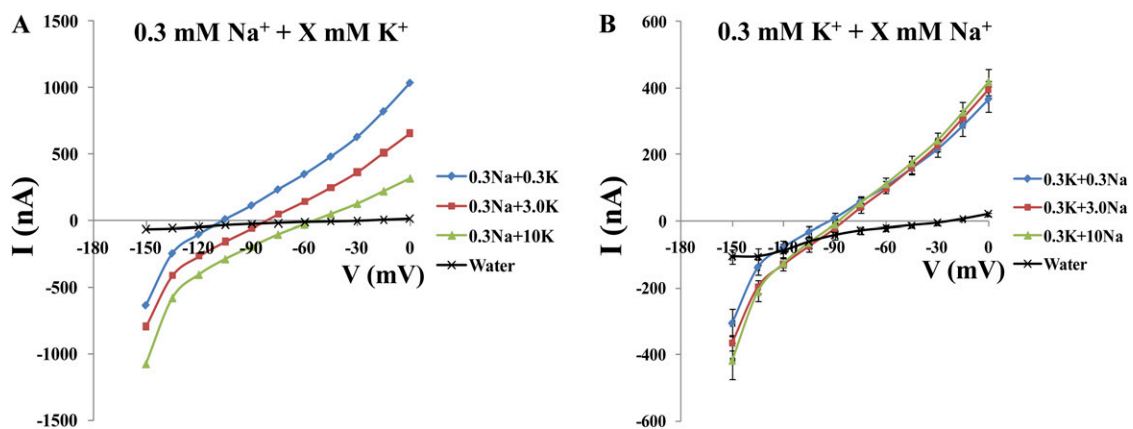 A
0.3 mM Na⁺ + X mM K⁺
1500
1000
500
0
-500
-1000
-1500
-180 -150 -120 -90 -60 -30 0
I (nA)
V (mV)
0.3Na+0.3K
0.3Na+3.0K
0.3Na+10K
Water
B
0.3 mM K⁺ + X mM Na⁺
600
400
200
0
-200
-400
-600
-180 -150 -120 -90 -60 -30 0
I (nA)
V (mV)
0.3K+0.3Na
0.3K+3.0Na
0.3K+10Na
Water